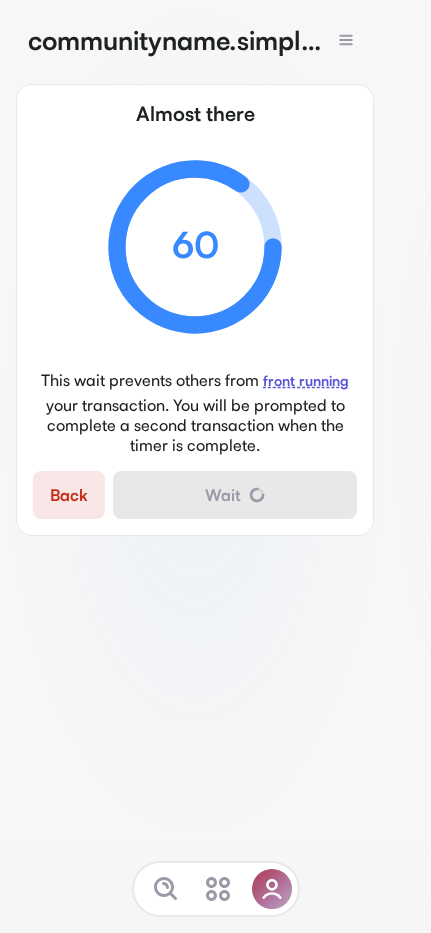 communityname.simpl...
Almost there
60
This wait prevents others from front running
your transaction. You will be prompted to
complete a second transaction when the
timer is complete.
Back
Wait